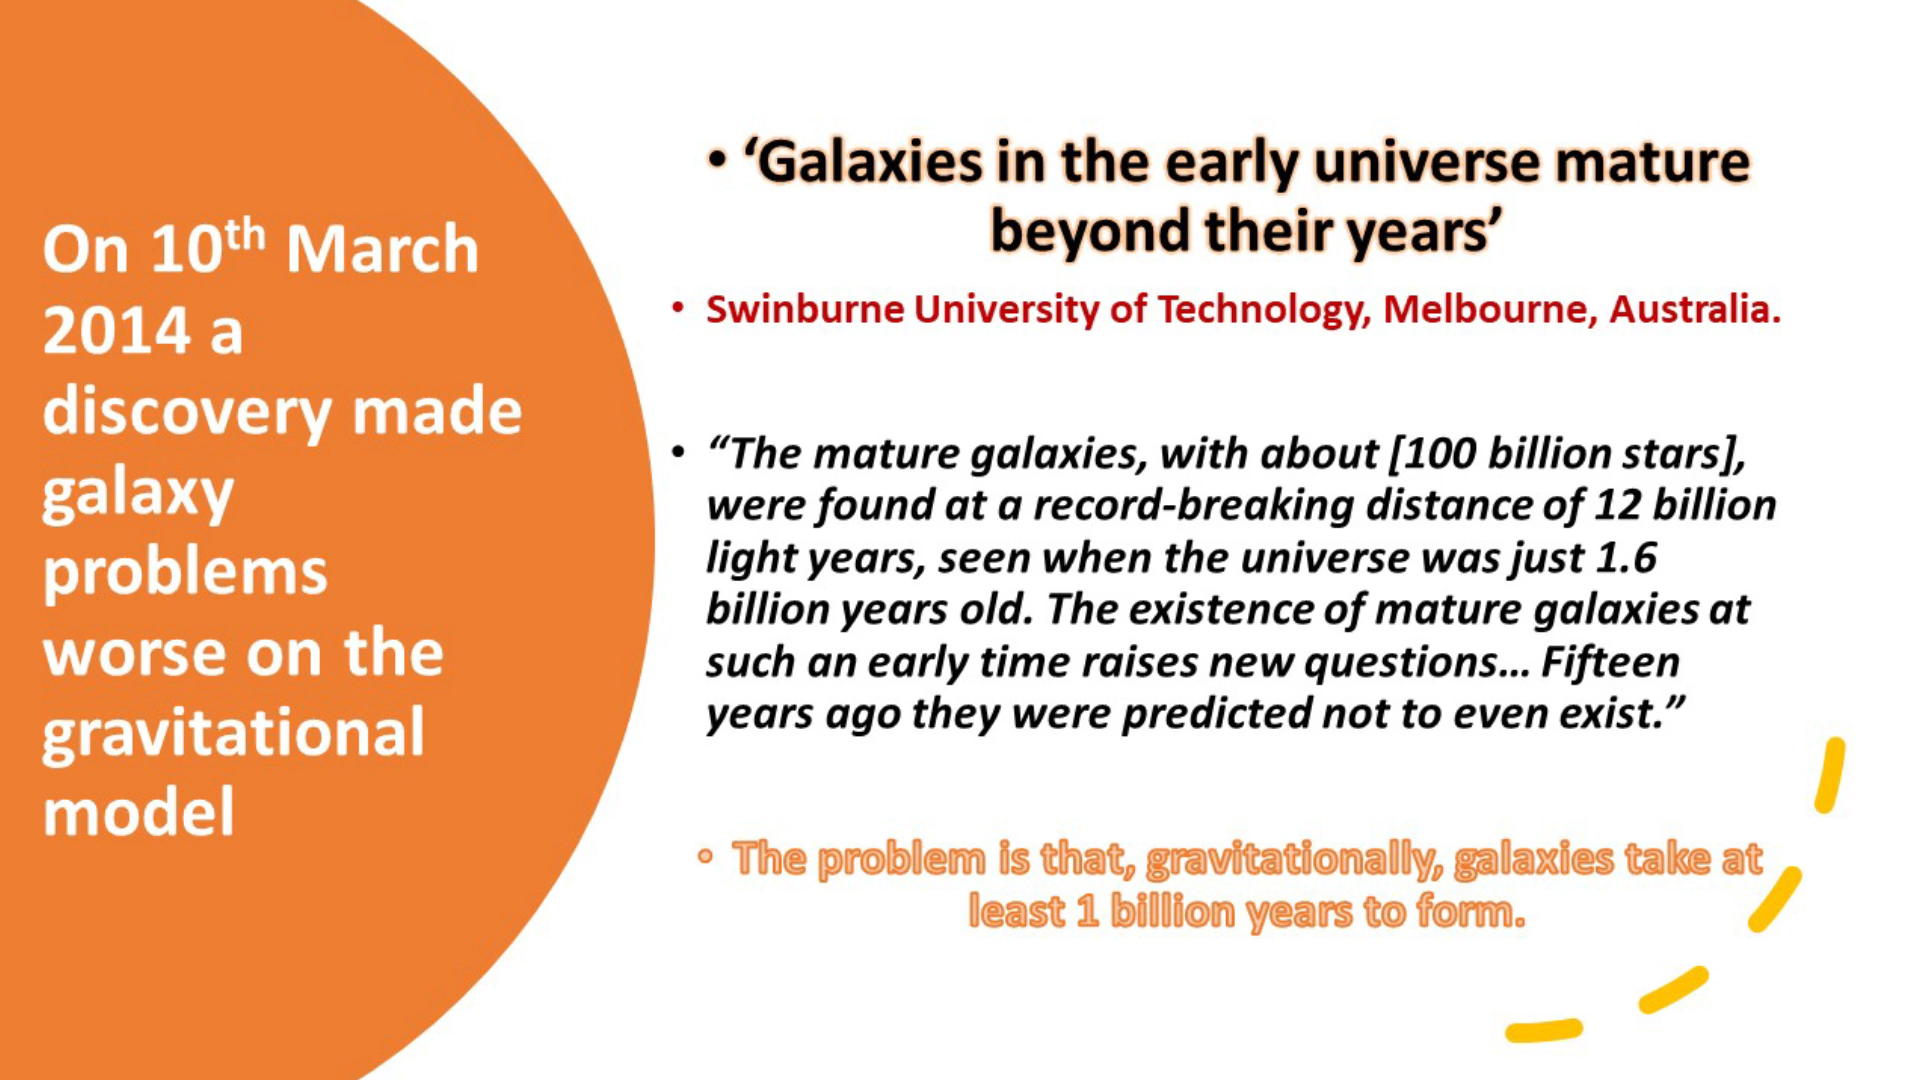 On 10th March
2014 a
discovery made
galaxy
problems
worse on the
gravitational
model
• ‘Galaxies in the early universe mature
beyond their years’
• Swinburne University of Technology, Melbourne, Australia.
• “The mature galaxies, with about [100 billion stars],
were found at a record-breaking distance of 12 billion
light years, seen when the universe was just 1.6
billion years old. The existence of mature galaxies at
such an early time raises new questions... Fifteen
years ago they were predicted not to even exist.”
• The problem is that, gravitationally, galaxies take at
least 1 billion years to form.